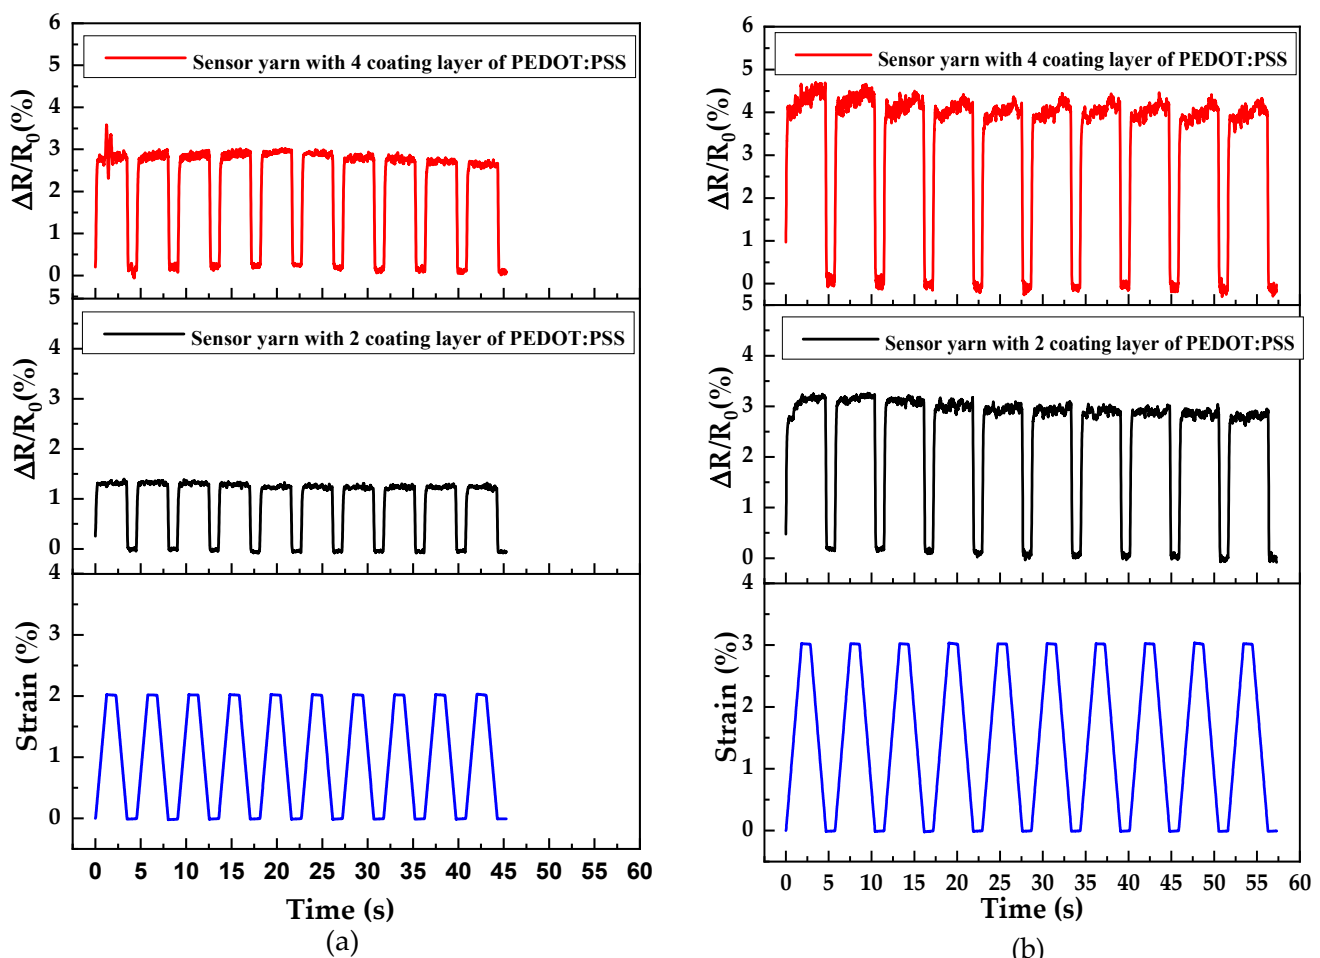 6
5
4
3
2
1
0
ΔR/R0(%)
Sensor yarn with 4 coating layer of PEDOT:PSS
5
4
3
2
1
0
ΔR/R0(%)
Sensor yarn with 2 coating layer of PEDOT:PSS
4
3
2
1
0
Strain (%)
0 5 10 15 20 25 30 35 40 45 50 55 60
Time (s)
(a)
6
5
4
3
2
1
0
ΔR/R0(%)
Sensor yarn with 4 coating layer of PEDOT:PSS
5
4
3
2
1
0
ΔR/R0(%)
Sensor yarn with 2 coating layer of PEDOT:PSS
4
3
2
1
0
Strain (%)
0 5 10 15 20 25 30 35 40 45 50 55 60
Time (s)
(b)